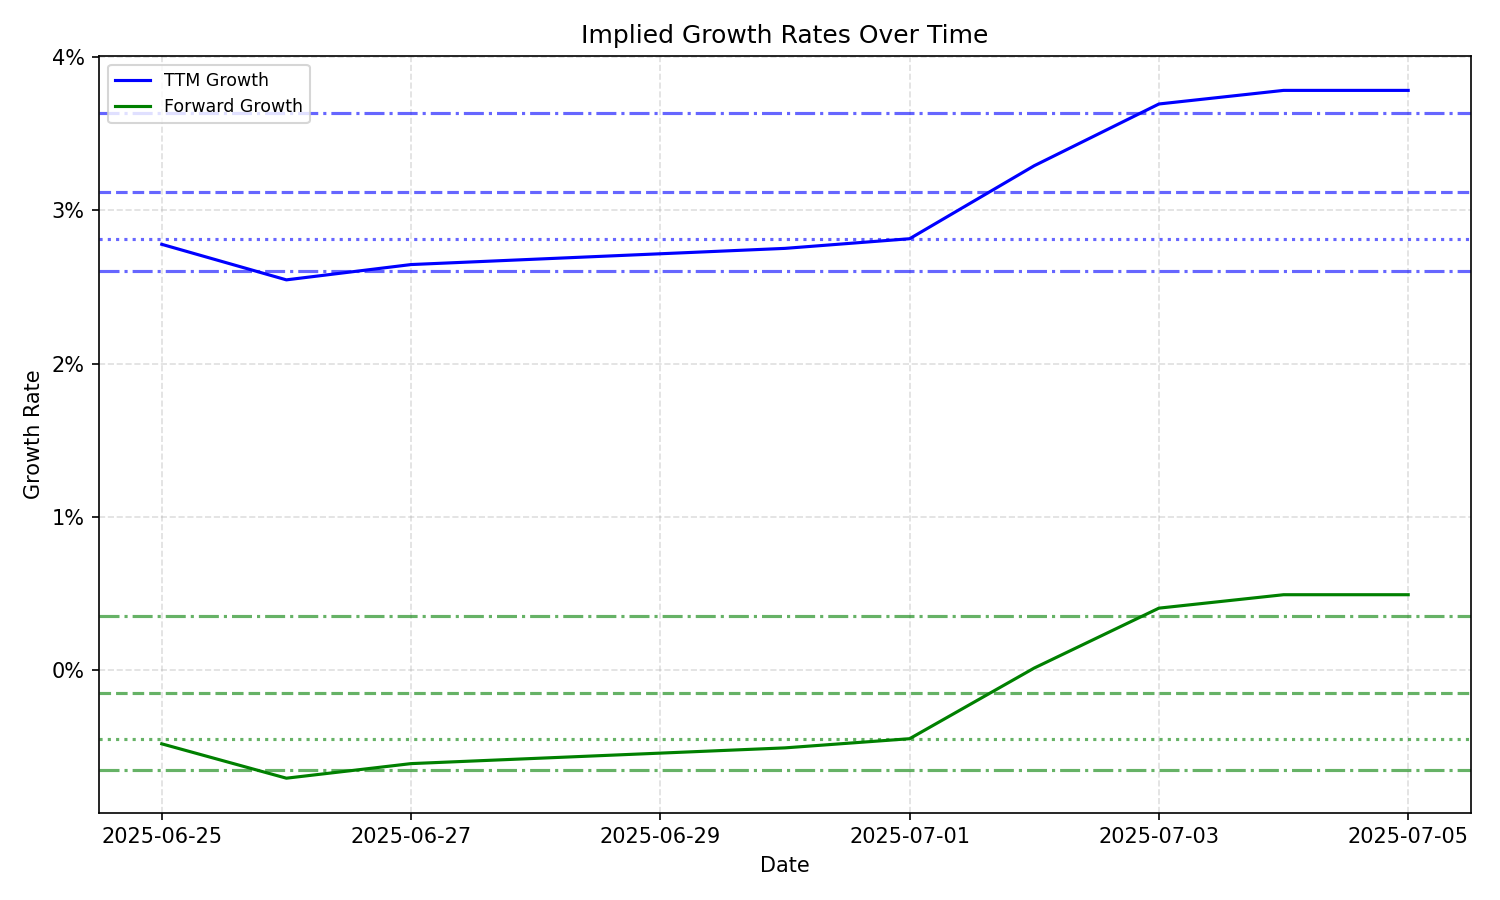 Implied Growth Rates Over Time
4%
3%
2%
1%
0%
Growth Rate
TTM Growth
Forward Growth
2025-06-25 2025-06-27 2025-06-29 2025-07-01 2025-07-03 2025-07-05
Date